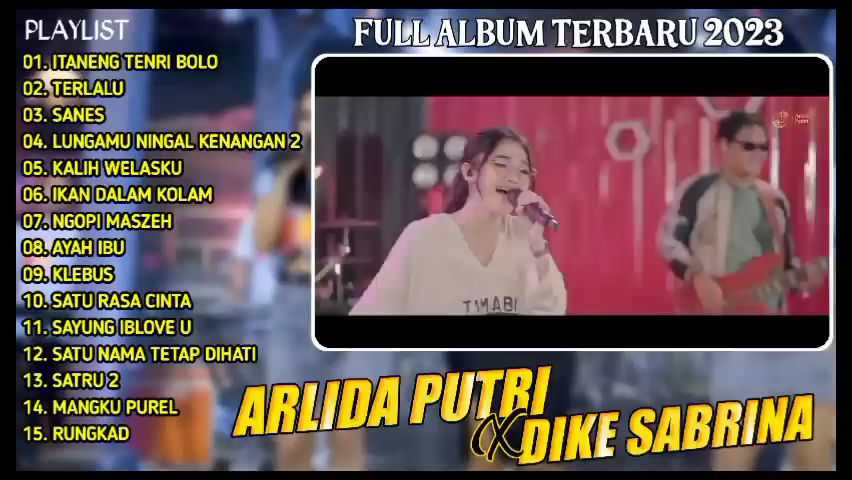 PLAYLIST
FULL ALBUM TERBARU 2023
01. ITANENG TENRI BOLO
02. TERLALU
03. SANES
04. LUNGAMU NINGAL KENANGAN 2
05. KALIH WELASKU
06. IKAN DALAM KOLAM
07. NGOPI MASZEH
08. AYAH IBU
09. KLEBUS
10. SATU RASA CINTA
11. SAYUNG IBLOVE U
12. SATU NAMA TETAP DIHATI
13. SATRU 2
14. MANGKU PUREL
15. RUNGKAD
Arlida
Putri
ARLIDA PUTRI
X DIKE SABRINA